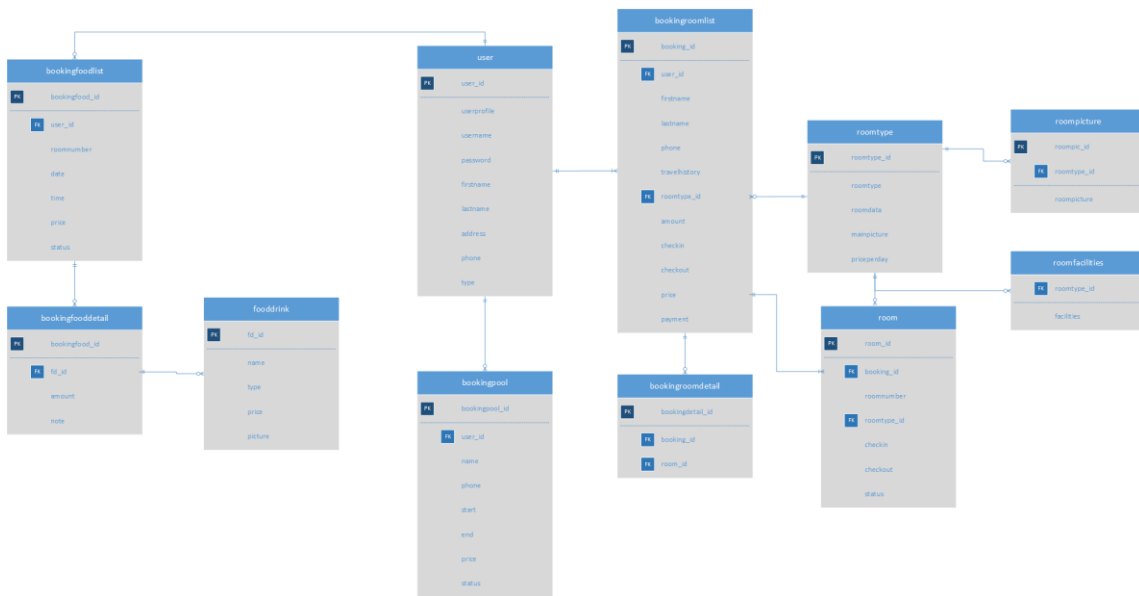 bookingfoodlist
PK bookingfood_id
FK user_id
roomnumber
date
time
price
status
bookingfooddetail
PK bookingfood_id
FK fd_id
amount
note
fooddrink
PK fd_id
name
type
price
picture
user
PK user_id
userprofile
username
password
firstname
lastname
address
phone
type
bookingpool
PK bookingpool_id
FK user_id
name
phone
start
end
price
status
bookingroomlist
PK booking_id
FK user_id
firstname
lastname
phone
travelhistory
FK roomtype_id
amount
checkin
checkout
price
payment
bookingroomdetail
PK bookingdetail_id
FK booking_id
FK room_id
roomtype
PK roomtype_id
roomtype
roomdata
mainpicture
priceperday
room
PK room_id
FK booking_id
roomnumber
FK roomtype_id
checkin
checkout
status
roompicture
PK roompic_id
FK roomtype_id
roompicture
roomfacilities
FK roomtype_id
facilities